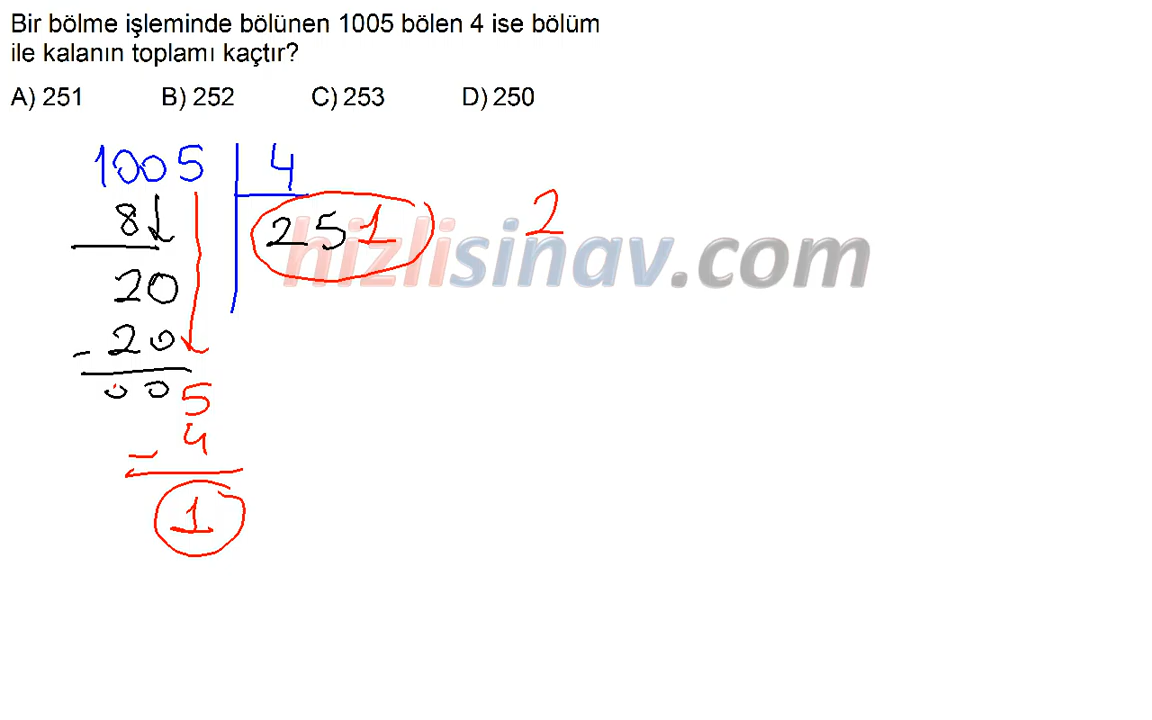 Bir bölme işleminde bölünen 1005 bölen 4 ise bölüm
ile kalanın toplamı kaçtır?
A) 251 B) 252 C) 253 D) 250
1005 4
8 251 2
hizlisinav.com
20
- 20
005
- 4
1